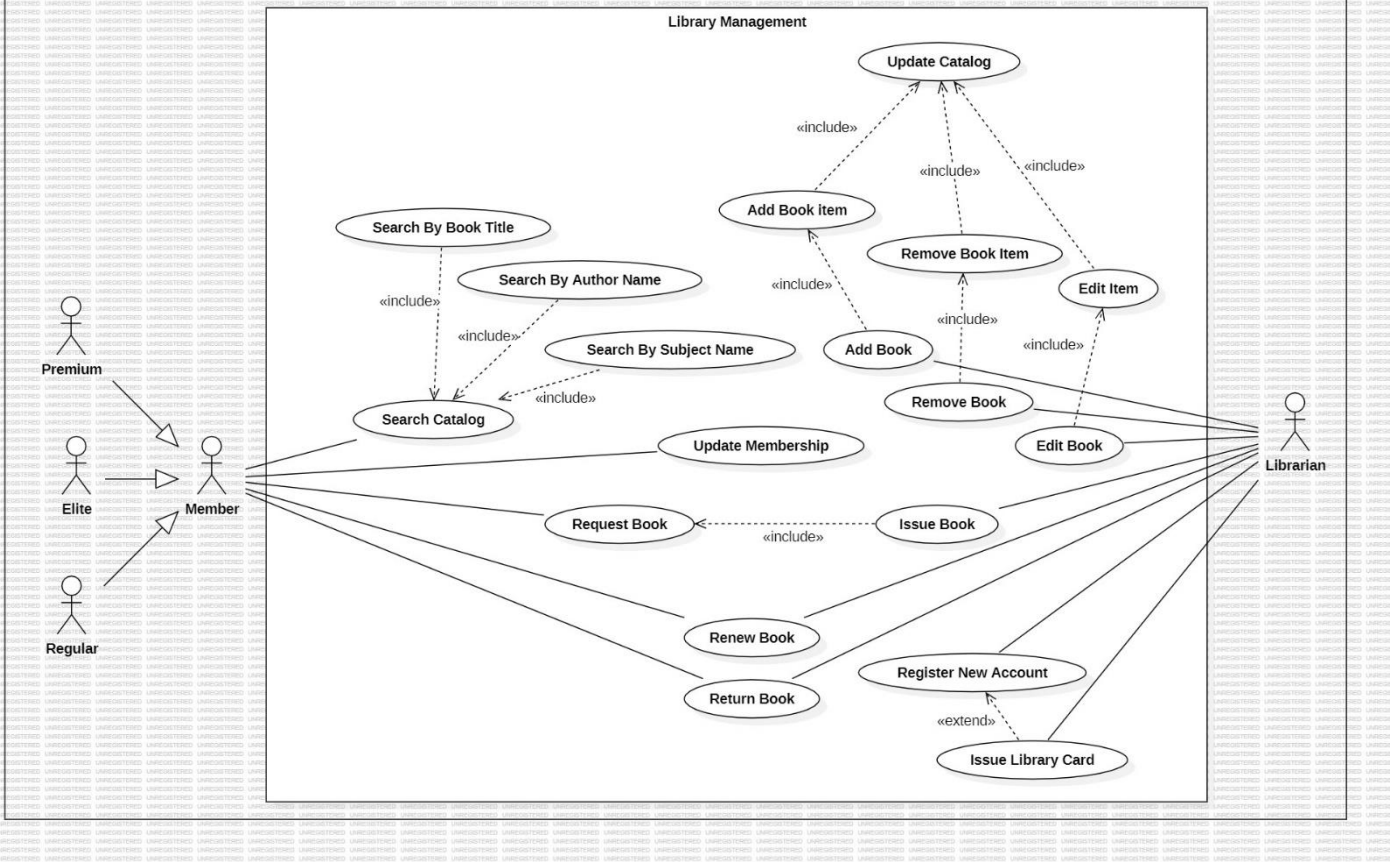 Library Management
Update Catalog
«include»
«include»
«include»
Add Book item
Search By Book Title
Remove Book Item
Search By Author Name
Edit Item
«include»
«include»
«include»
«include»
«include»
Search By Subject Name
Add Book
Premium
«include»
Remove Book
Search Catalog
Update Membership
Edit Book
Librarian
Elite
Member
Request Book
Issue Book
«include»
Renew Book
Regular
Register New Account
Return Book
«extend»
Issue Library Card
UNREGISTERED